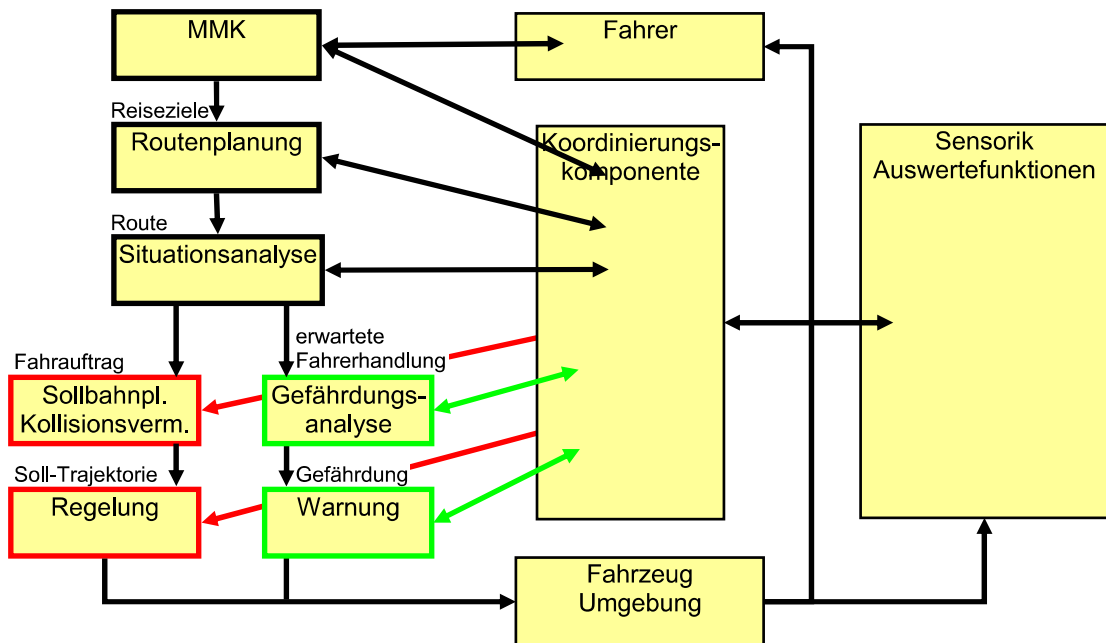 MMK
Fahrer
Reiseziele
Routenplanung
Koordinierungs-
komponente
Sensorik
Auswertefunktionen
Route
Situationsanalyse
erwartete
Fahrerhandlung
Fahrauftrag
Sollbahnpl.
Kollisionsverm.
Gefährdungs-
analyse
Soll-Trajektorie
Gefährdung
Regelung
Warnung
Fahrzeug
Umgebung